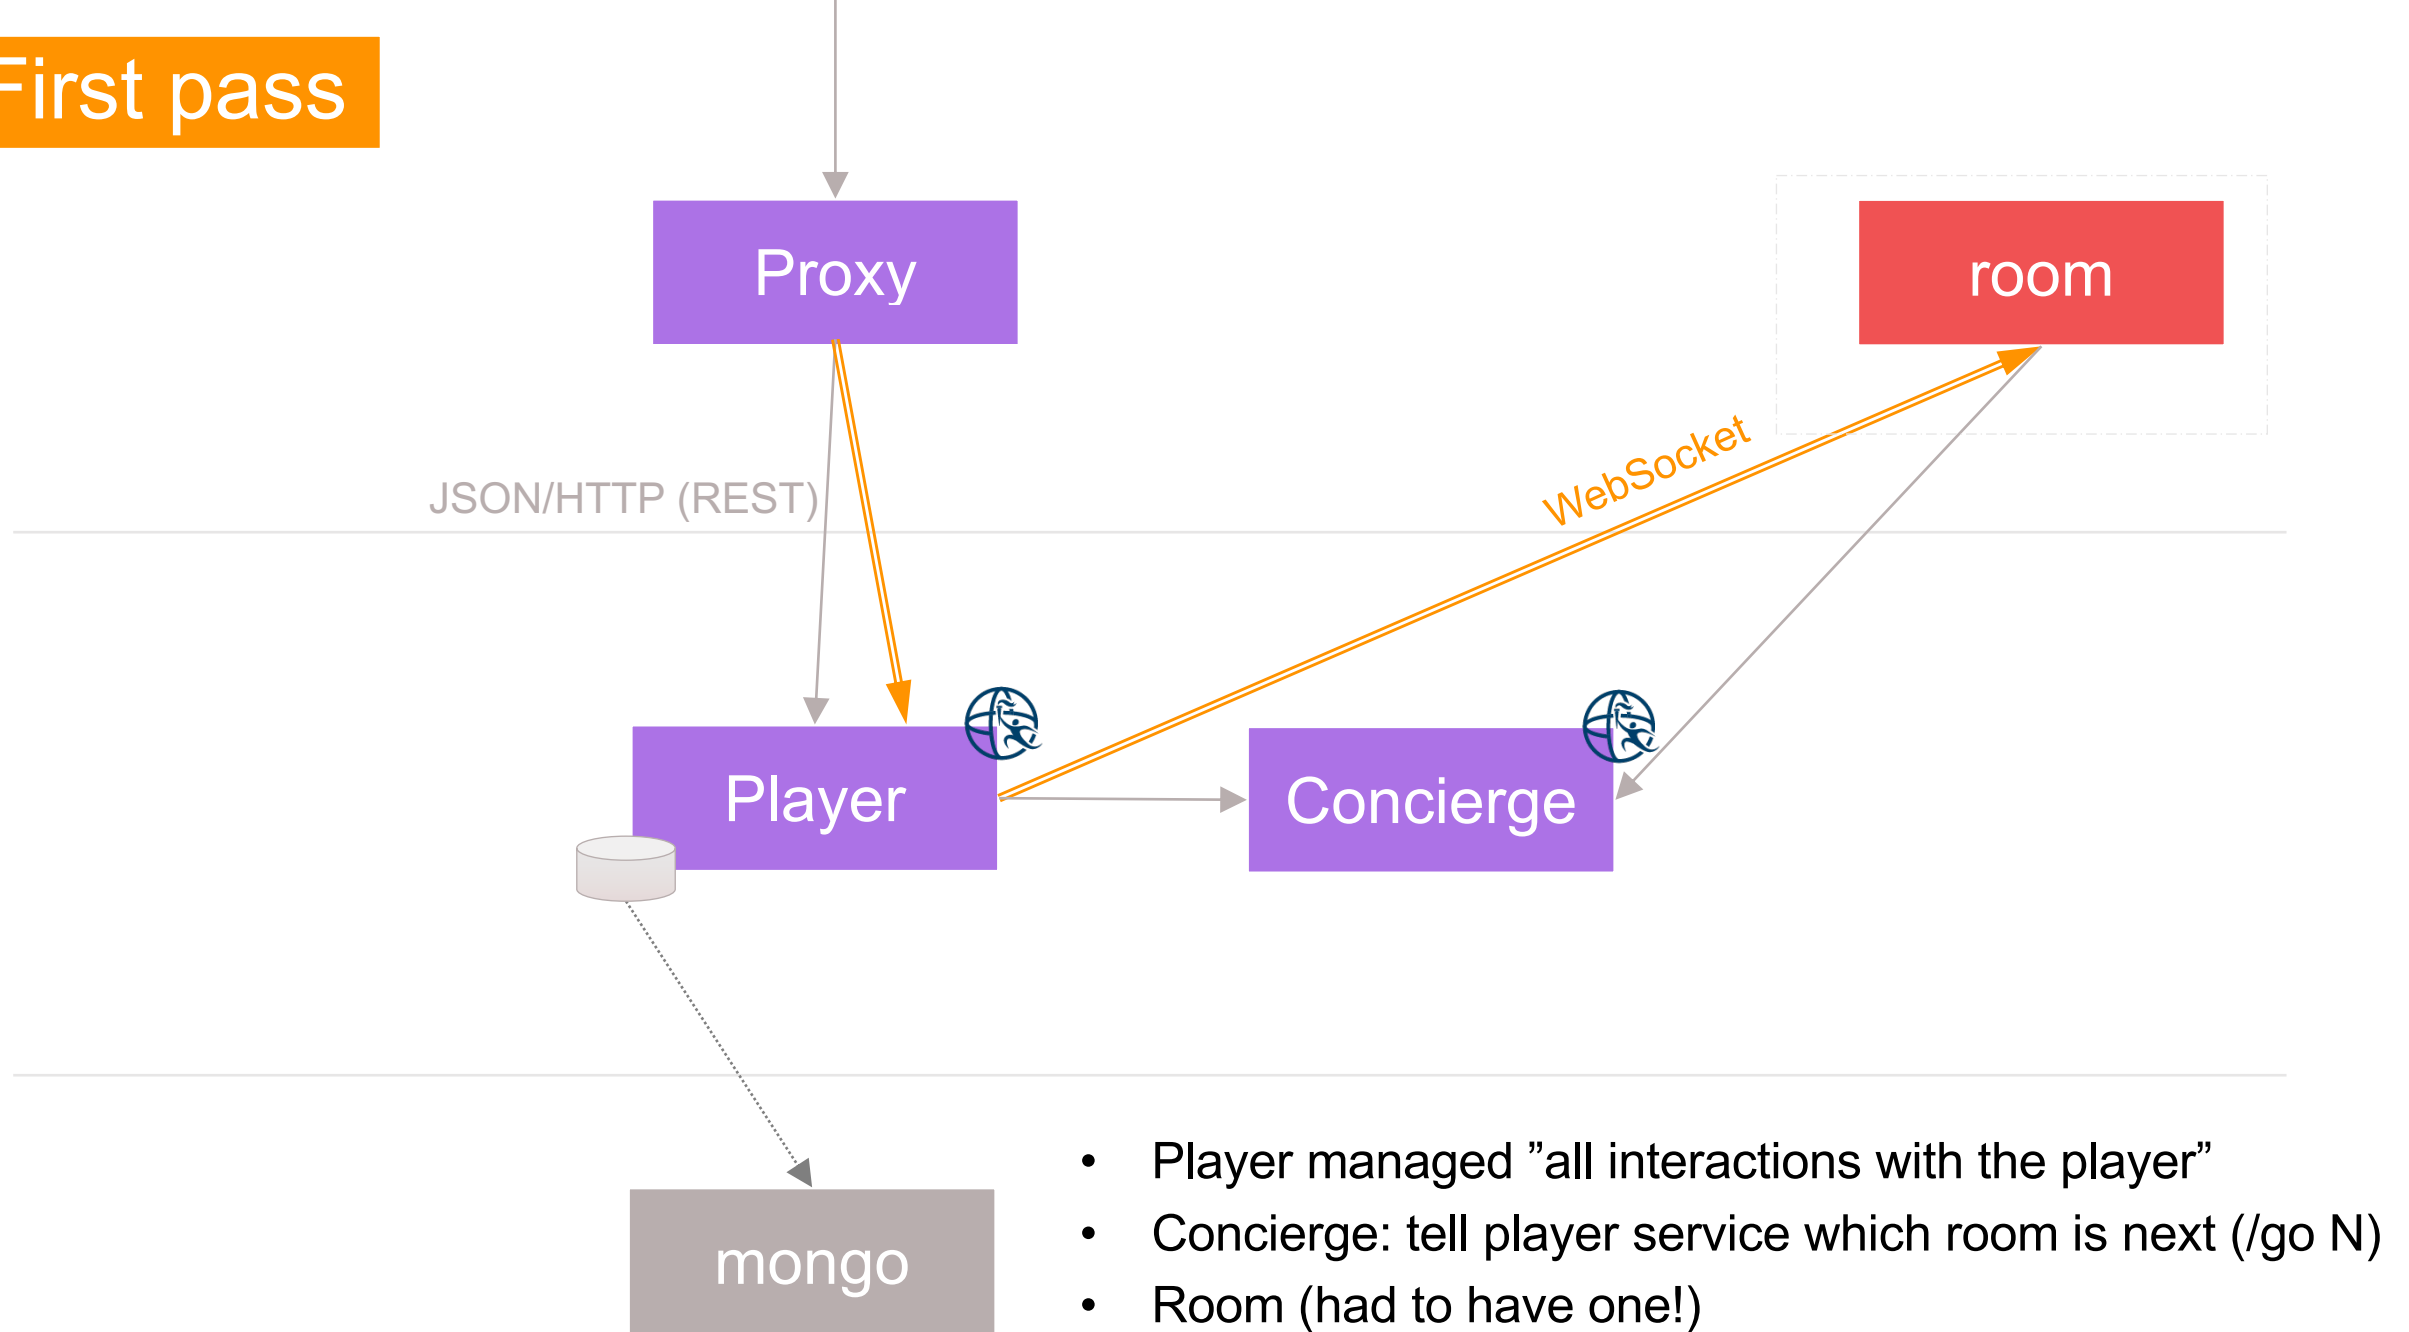 First pass
Proxy
room
WebSocket
JSON/HTTP (REST)
Player
Concierge
• Player managed ”all interactions with the player”
• Concierge: tell player service which room is next (/go N)
mongo
• Room (had to have one!)